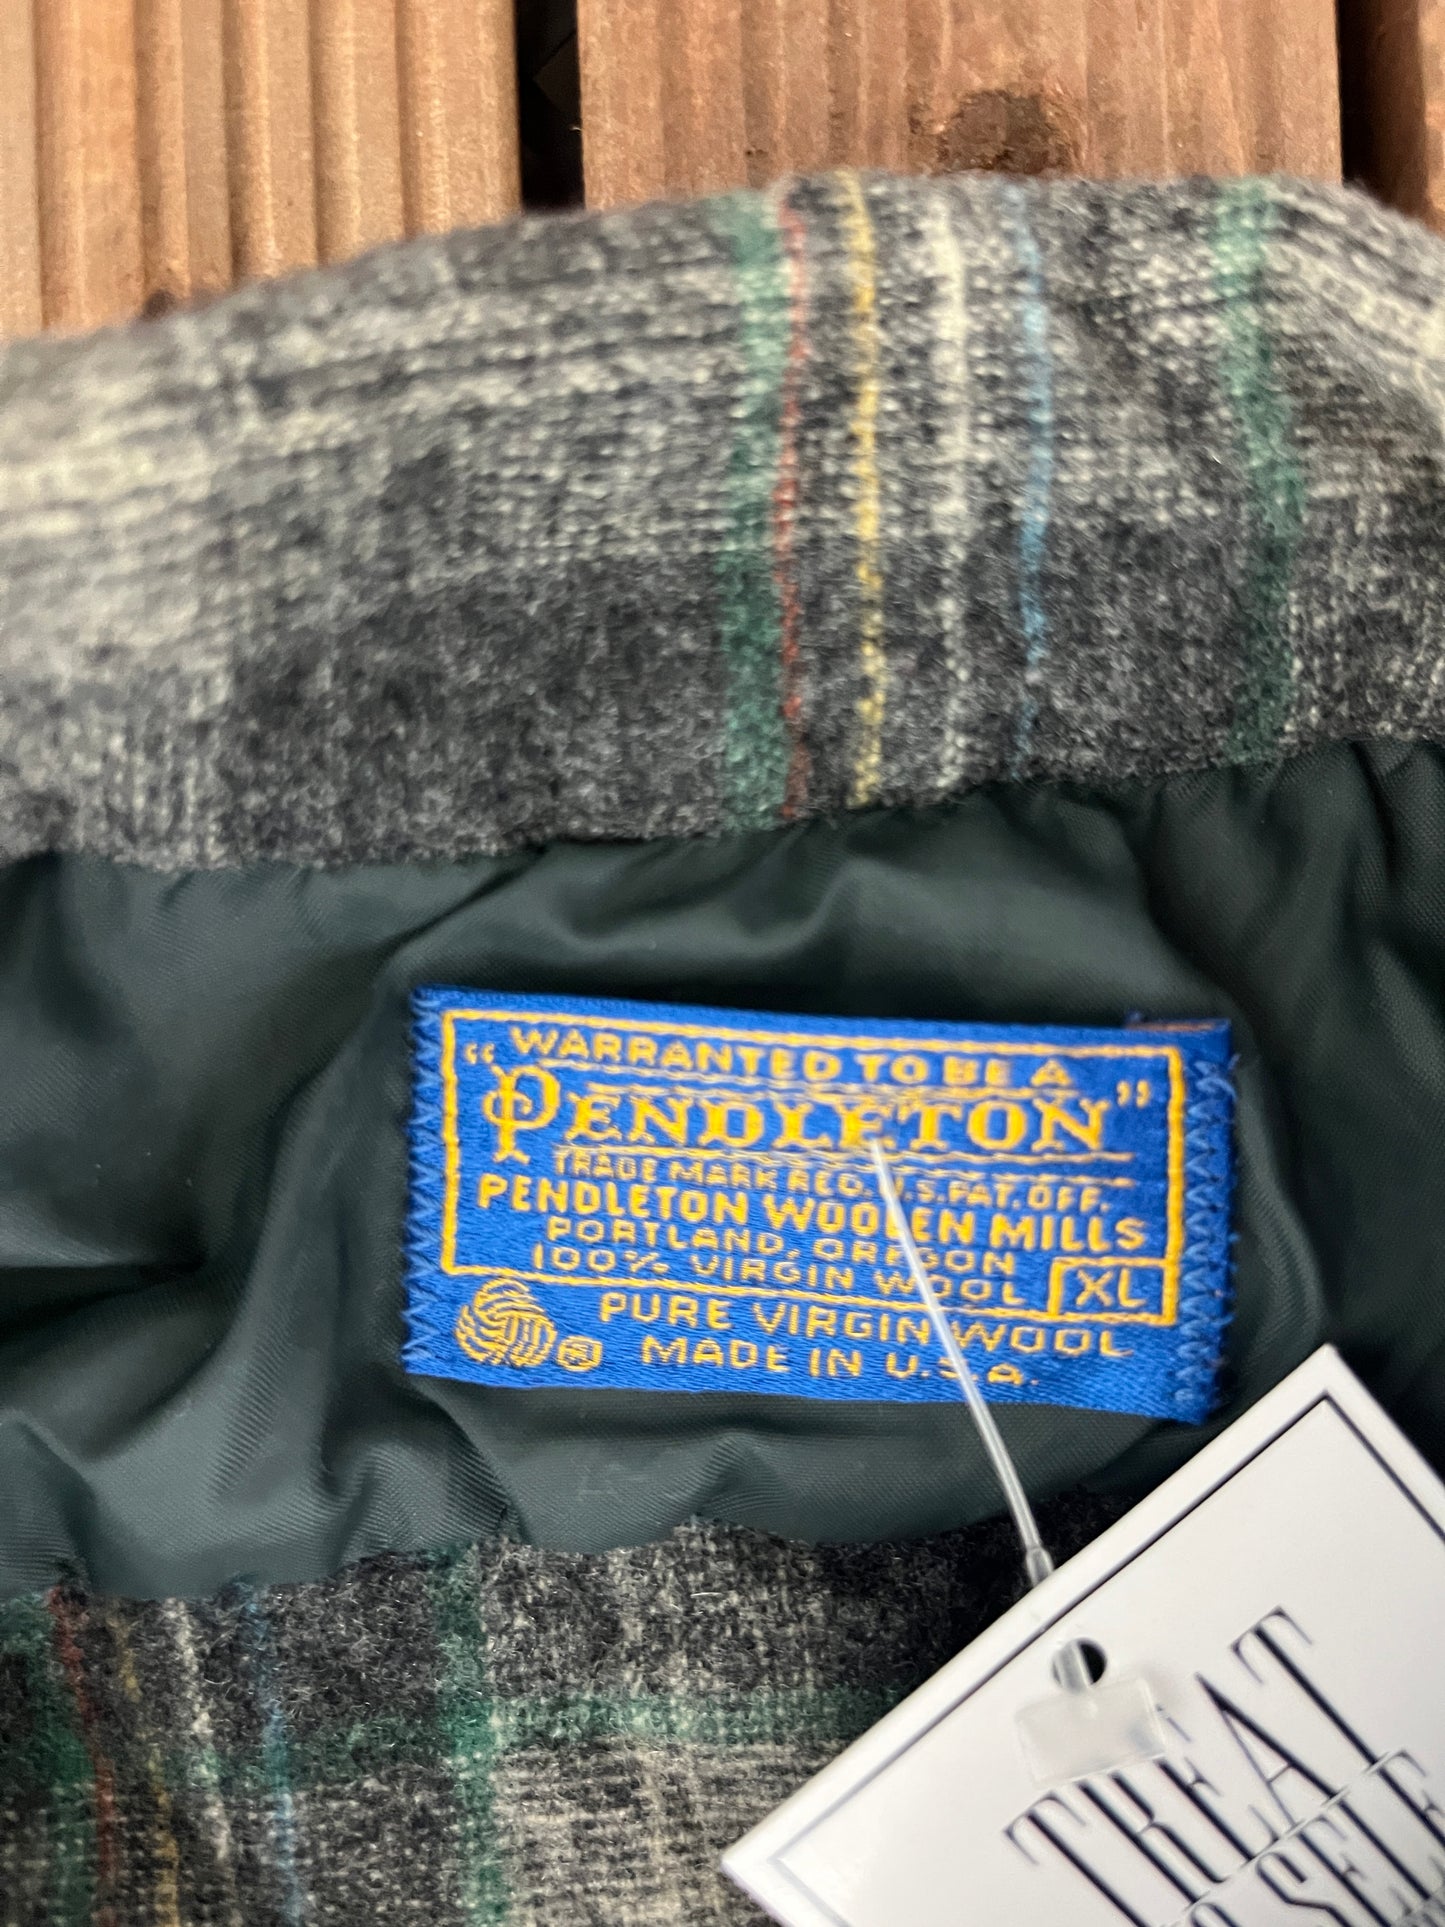 "WARRANTED TO BE A
PENDLETON"
TRADE MARK REG. U.S. PAT. OFF.
PENDLETON WOOLEN MILLS
PORTLAND, OREGON
100% VIRGIN WOOL XL
PURE VIRGIN WOOL
MADE IN U.S.A.
TREAT